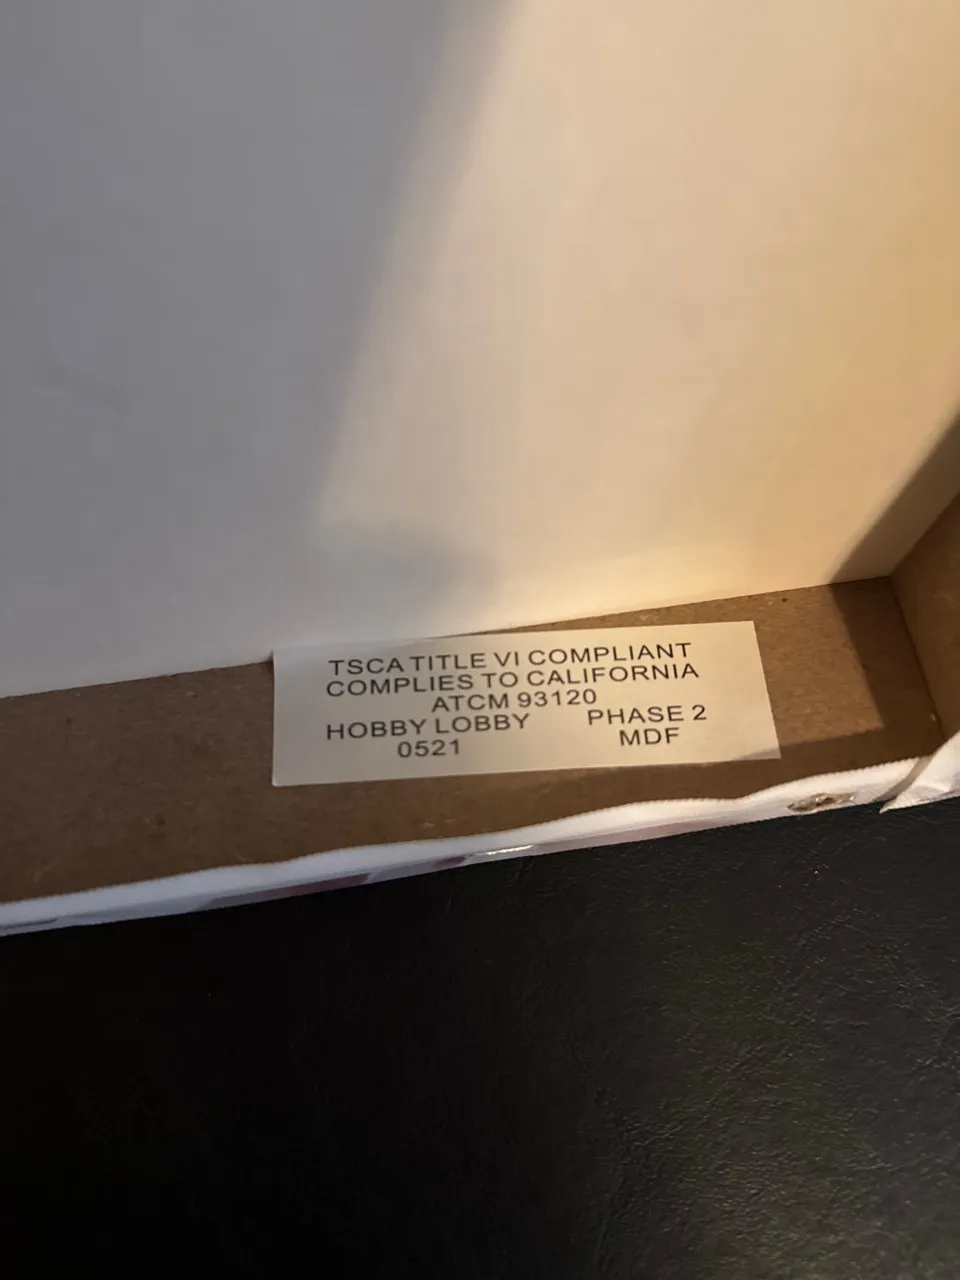 TSCA TITLE VI COMPLIANT
COMPLIES TO CALIFORNIA
ATCM 93120
HOBBY LOBBY PHASE 2
0521 MDF